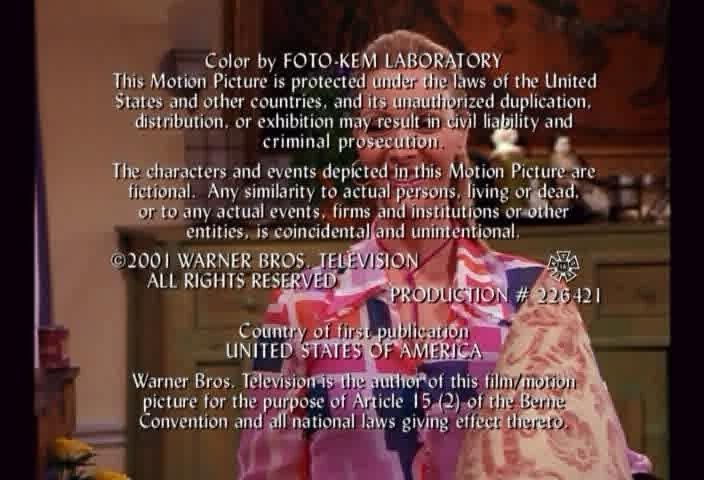 Color by FOTO-KEM LABORATORY
This Motion Picture is protected under the laws of the United
States and other countries, and its unauthorized duplication,
distribution, or exhibition may result in civil liability and
criminal prosecution.
The characters and events depicted in this Motion Picture are
fictional. Any similarity to actual persons, living or dead,
or to any actual events, firms and institutions or other
entities, is coincidental and unintentional.
©2001 WARNER BROS. TELEVISION
ALL RIGHTS RESERVED
PRODUCTION # 226421
Country of first publication
UNITED STATES OF AMERICA
Warner Bros. Television is the author of this film/motion
picture for the purpose of Article 15 (2) of the Berne
Convention and all national laws giving effect thereto.